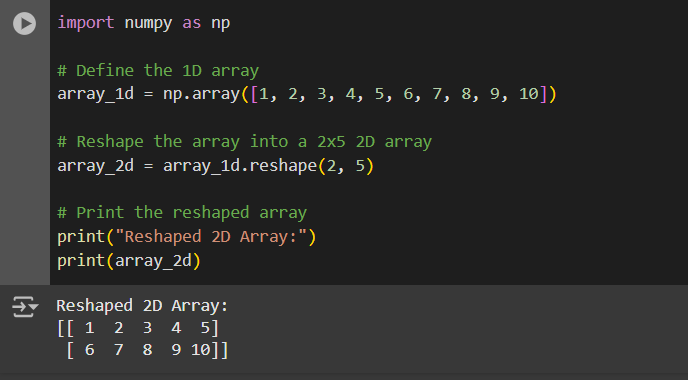 import numpy as np
# Define the 1D array
array_1d = np.array([1, 2, 3, 4, 5, 6, 7, 8, 9, 10])
# Reshape the array into a 2x5 2D array
array_2d = array_1d.reshape(2, 5)
# Print the reshaped array
print("Reshaped 2D Array:")
print(array_2d)
Reshaped 2D Array:
[[ 1  2  3  4  5]
 [ 6  7  8  9 10]]